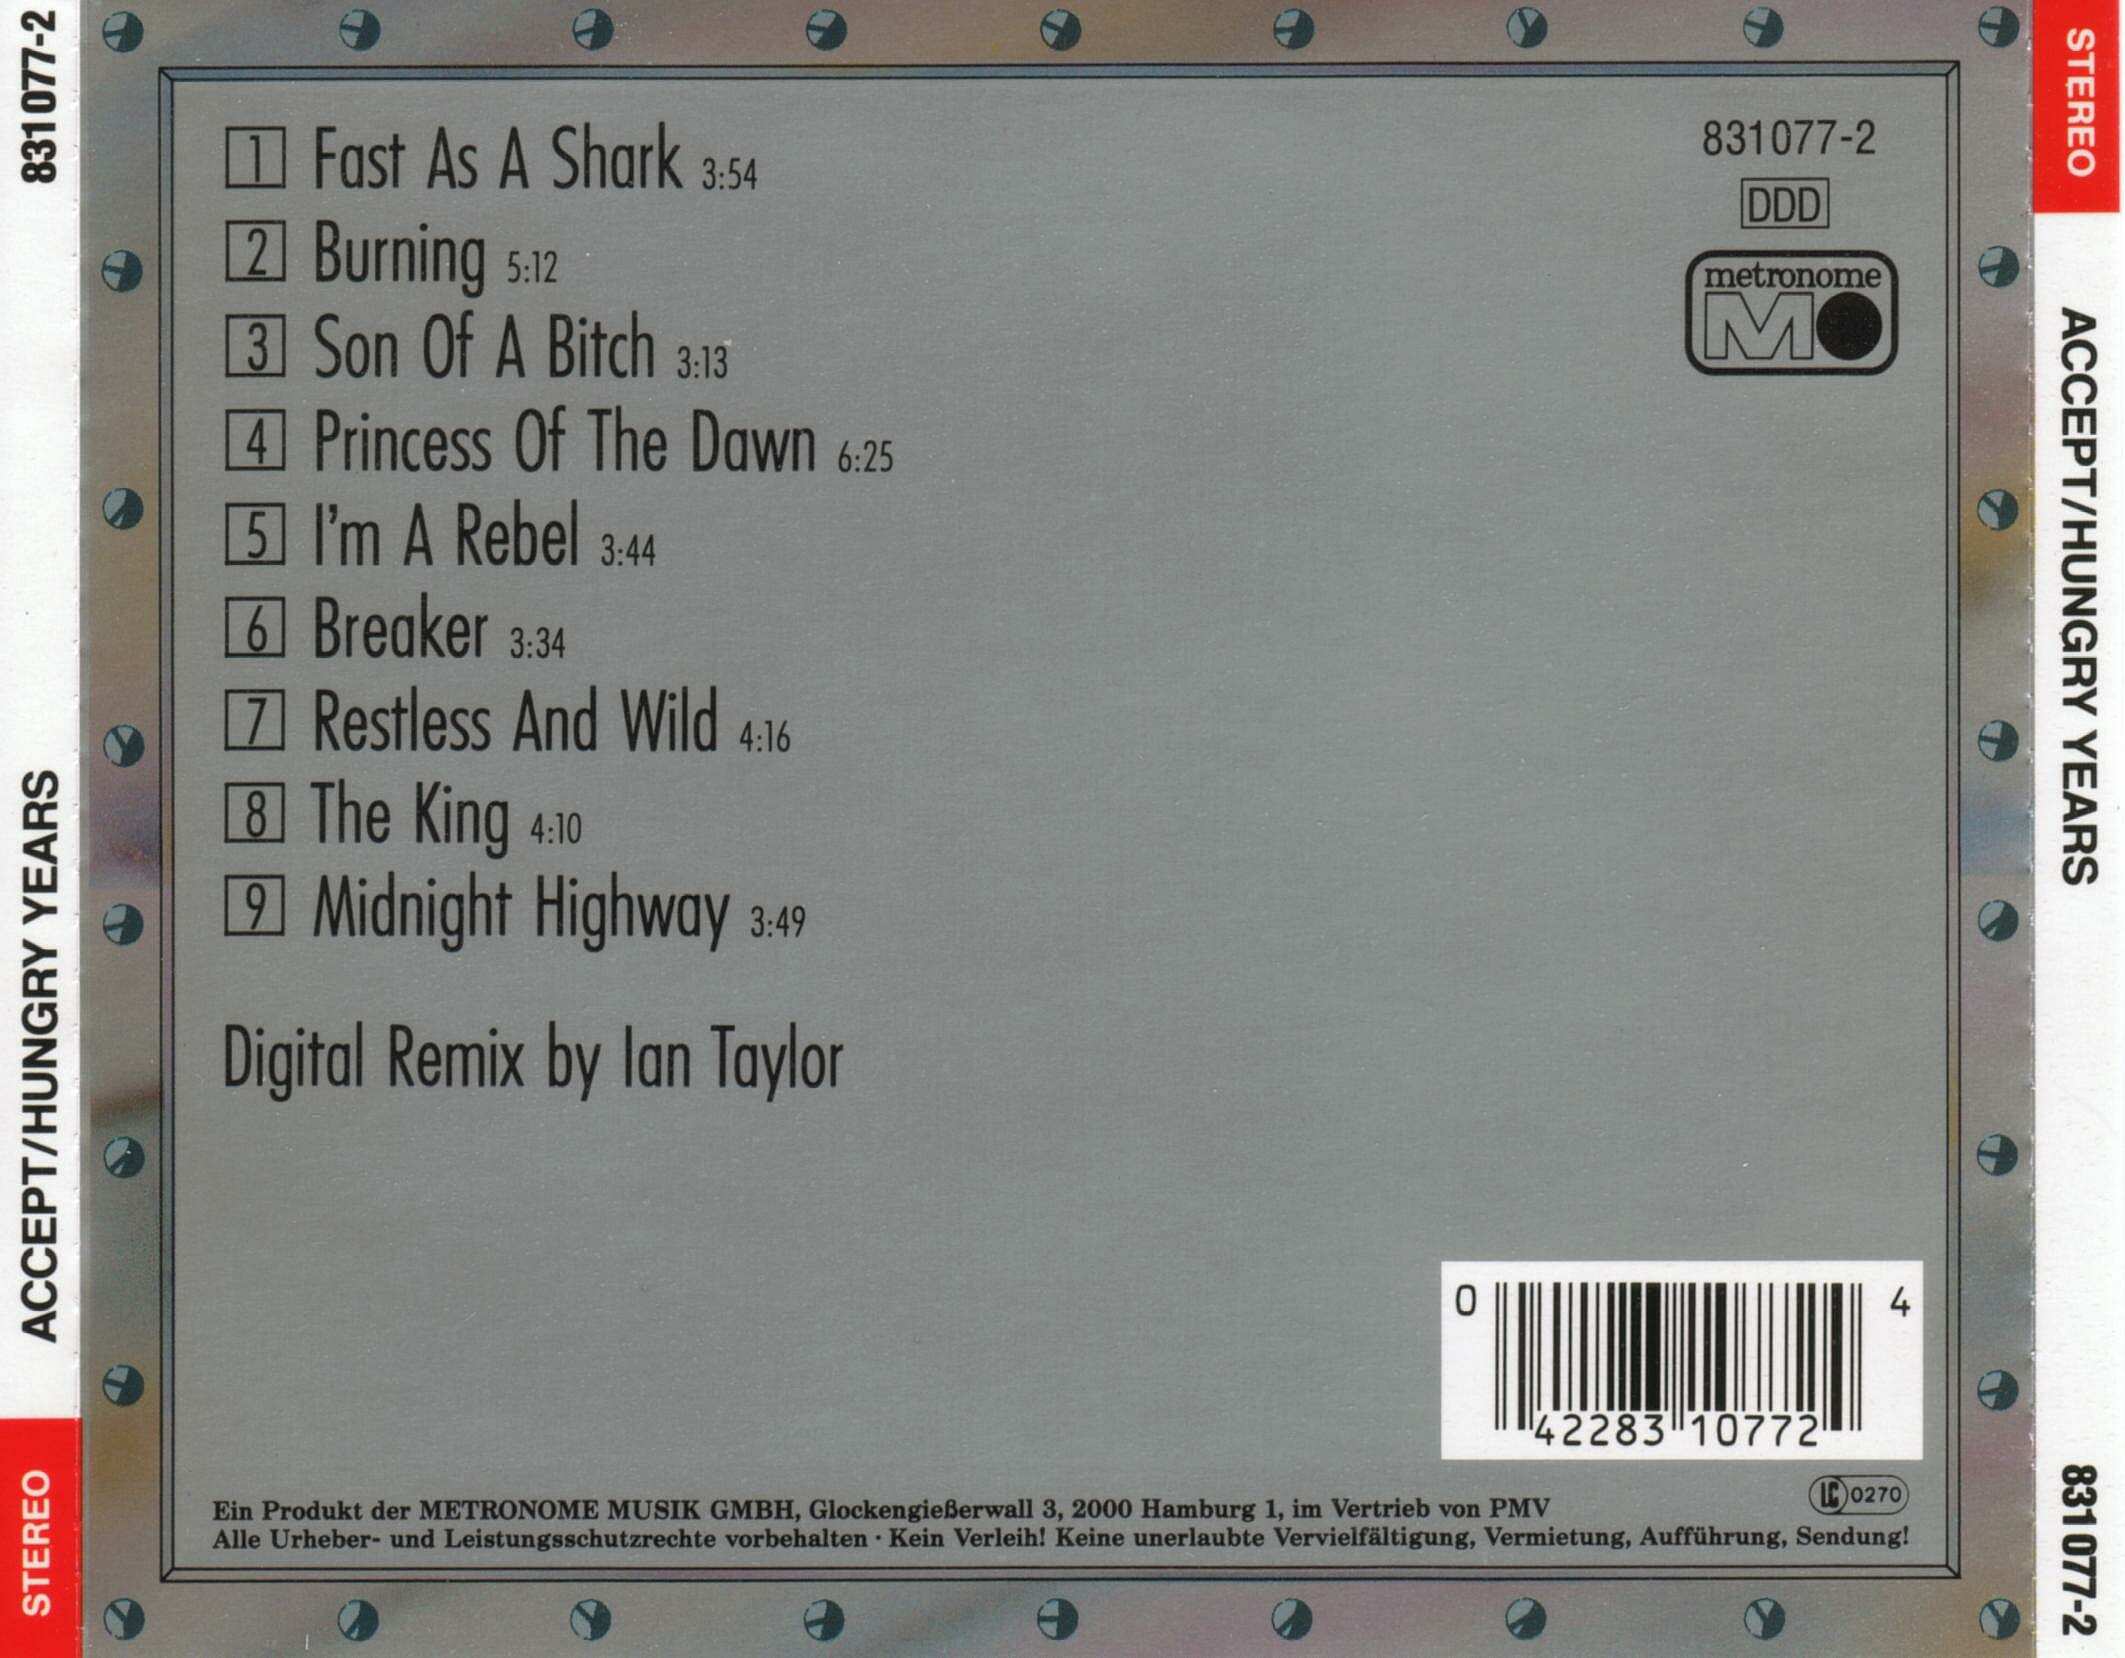 831077-2
ACCEPT/HUNGRY YEARS
STEREO
1 Fast As A Shark 3:54
2 Burning 5:12
3 Son Of A Bitch 3:13
4 Princess Of The Dawn 6:25
5 I'm A Rebel 3:44
6 Breaker 3:34
7 Restless And Wild 4:16
8 The King 4:10
9 Midnight Highway 3:49
Digital Remix by Ian Taylor
831077-2
DDD
metronome
MO
0 42283 10772 4
LC 0270
Ein Produkt der METRONOME MUSIK GMBH, Glockengießerwall 3, 2000 Hamburg 1, im Vertrieb von PMV
Alle Urheber- und Leistungsschutzrechte vorbehalten · Kein Verleih! Keine unerlaubte Vervielfältigung, Vermietung, Aufführung, Sendung!
STEREO
ACCEPT/HUNGRY YEARS
831077-2